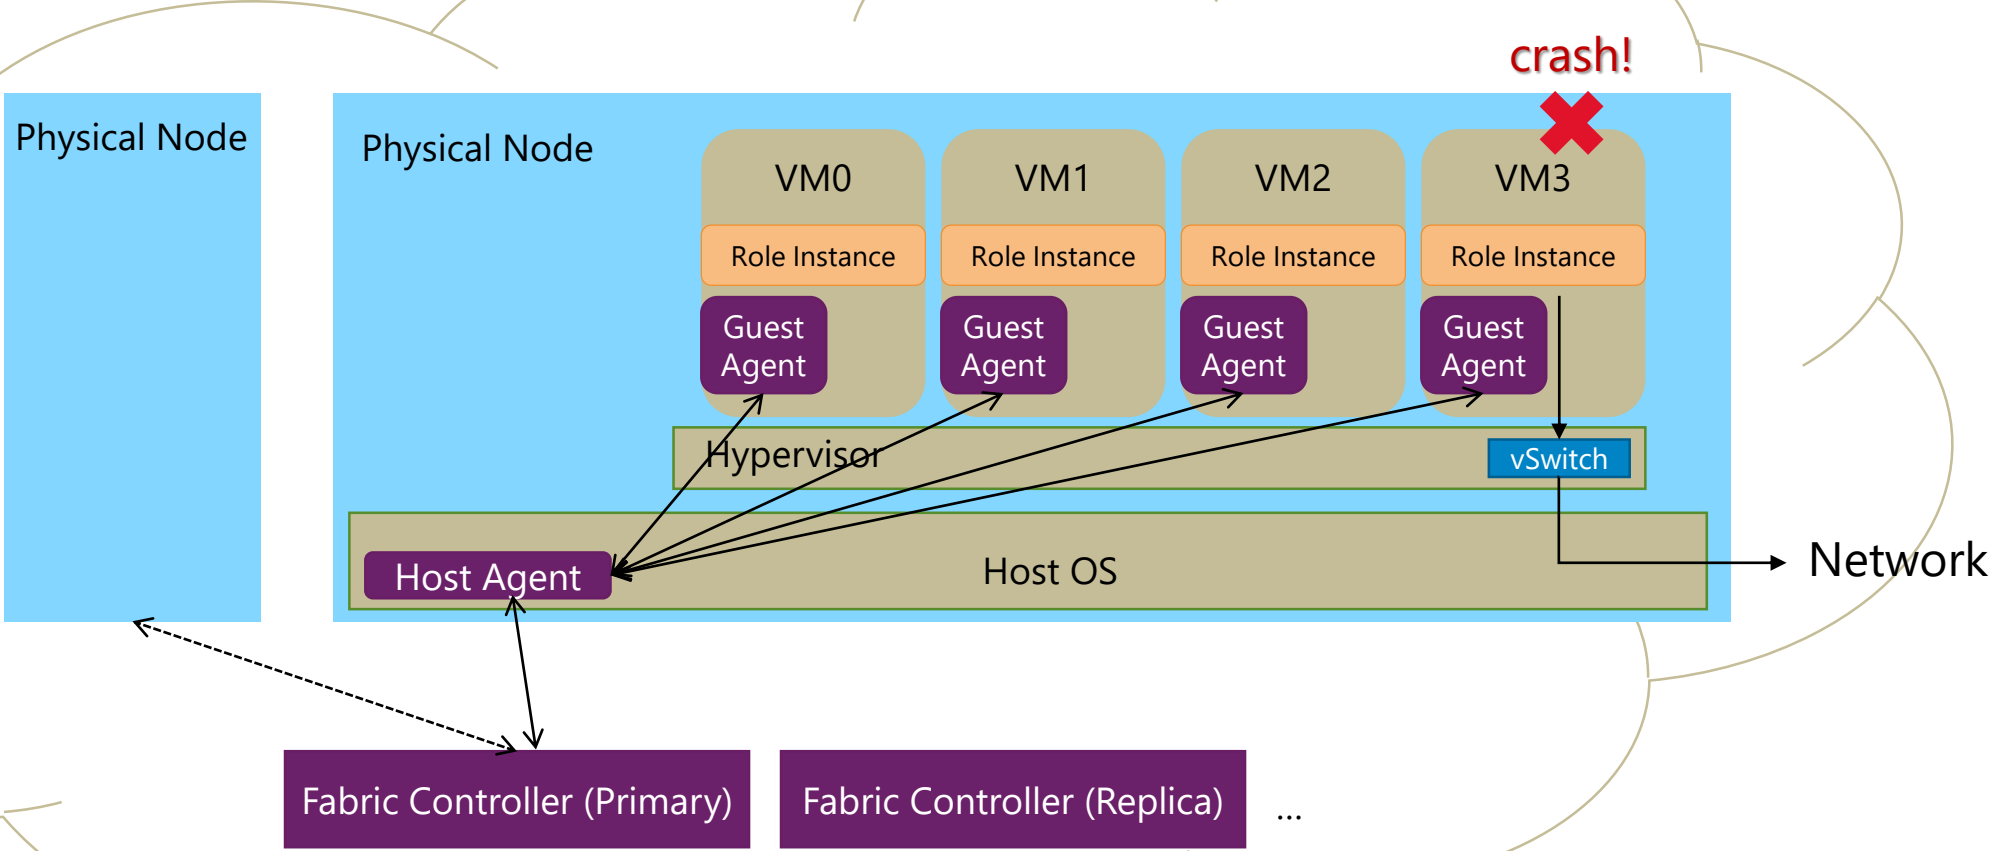 crash!
Physical Node
Physical Node
VM0
VM1
VM2
VM3
Role Instance
Role Instance
Role Instance
Role Instance
Guest
Agent
Guest
Agent
Guest
Agent
Guest
Agent
Hypervisor
vSwitch
Host Agent
Host OS
Network
Fabric Controller (Primary)
Fabric Controller (Replica)
...